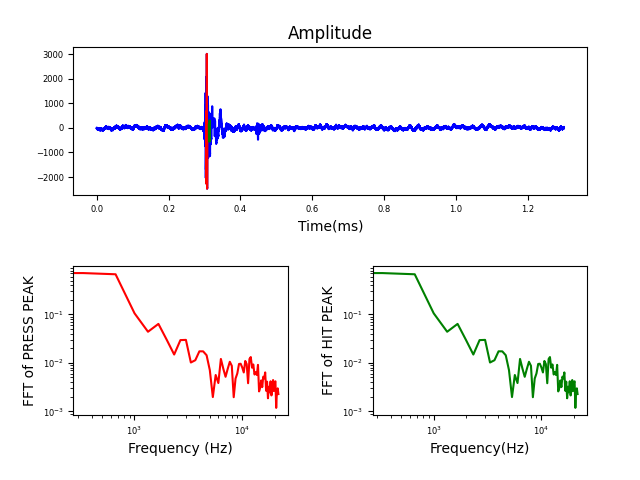 Amplitude
3000
2000
1000
0
−1000
−2000
0.0 0.2 0.4 0.6 0.8 1.0 1.2
Time(ms)
FFT of PRESS PEAK
10⁻¹
10⁻²
10⁻³
10³ 10⁴
Frequency (Hz)
FFT of HIT PEAK
10⁻¹
10⁻²
10⁻³
10³ 10⁴
Frequency(Hz)